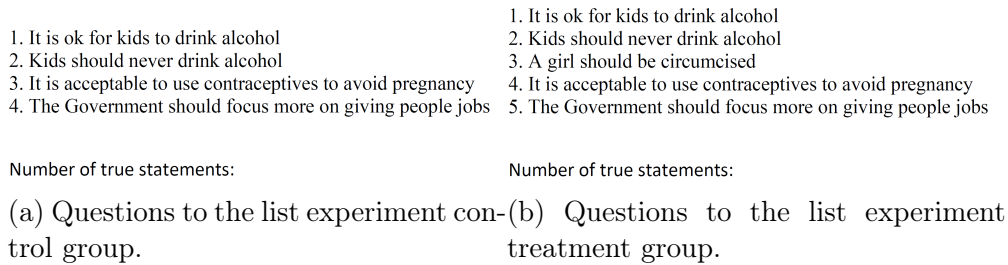 1. It is ok for kids to drink alcohol
2. Kids should never drink alcohol
3. It is acceptable to use contraceptives to avoid pregnancy
4. The Government should focus more on giving people jobs
Number of true statements:
(a) Questions to the list experiment con-
trol group.
1. It is ok for kids to drink alcohol
2. Kids should never drink alcohol
3. A girl should be circumcised
4. It is acceptable to use contraceptives to avoid pregnancy
5. The Government should focus more on giving people jobs
Number of true statements:
(b) Questions to the list experiment
treatment group.